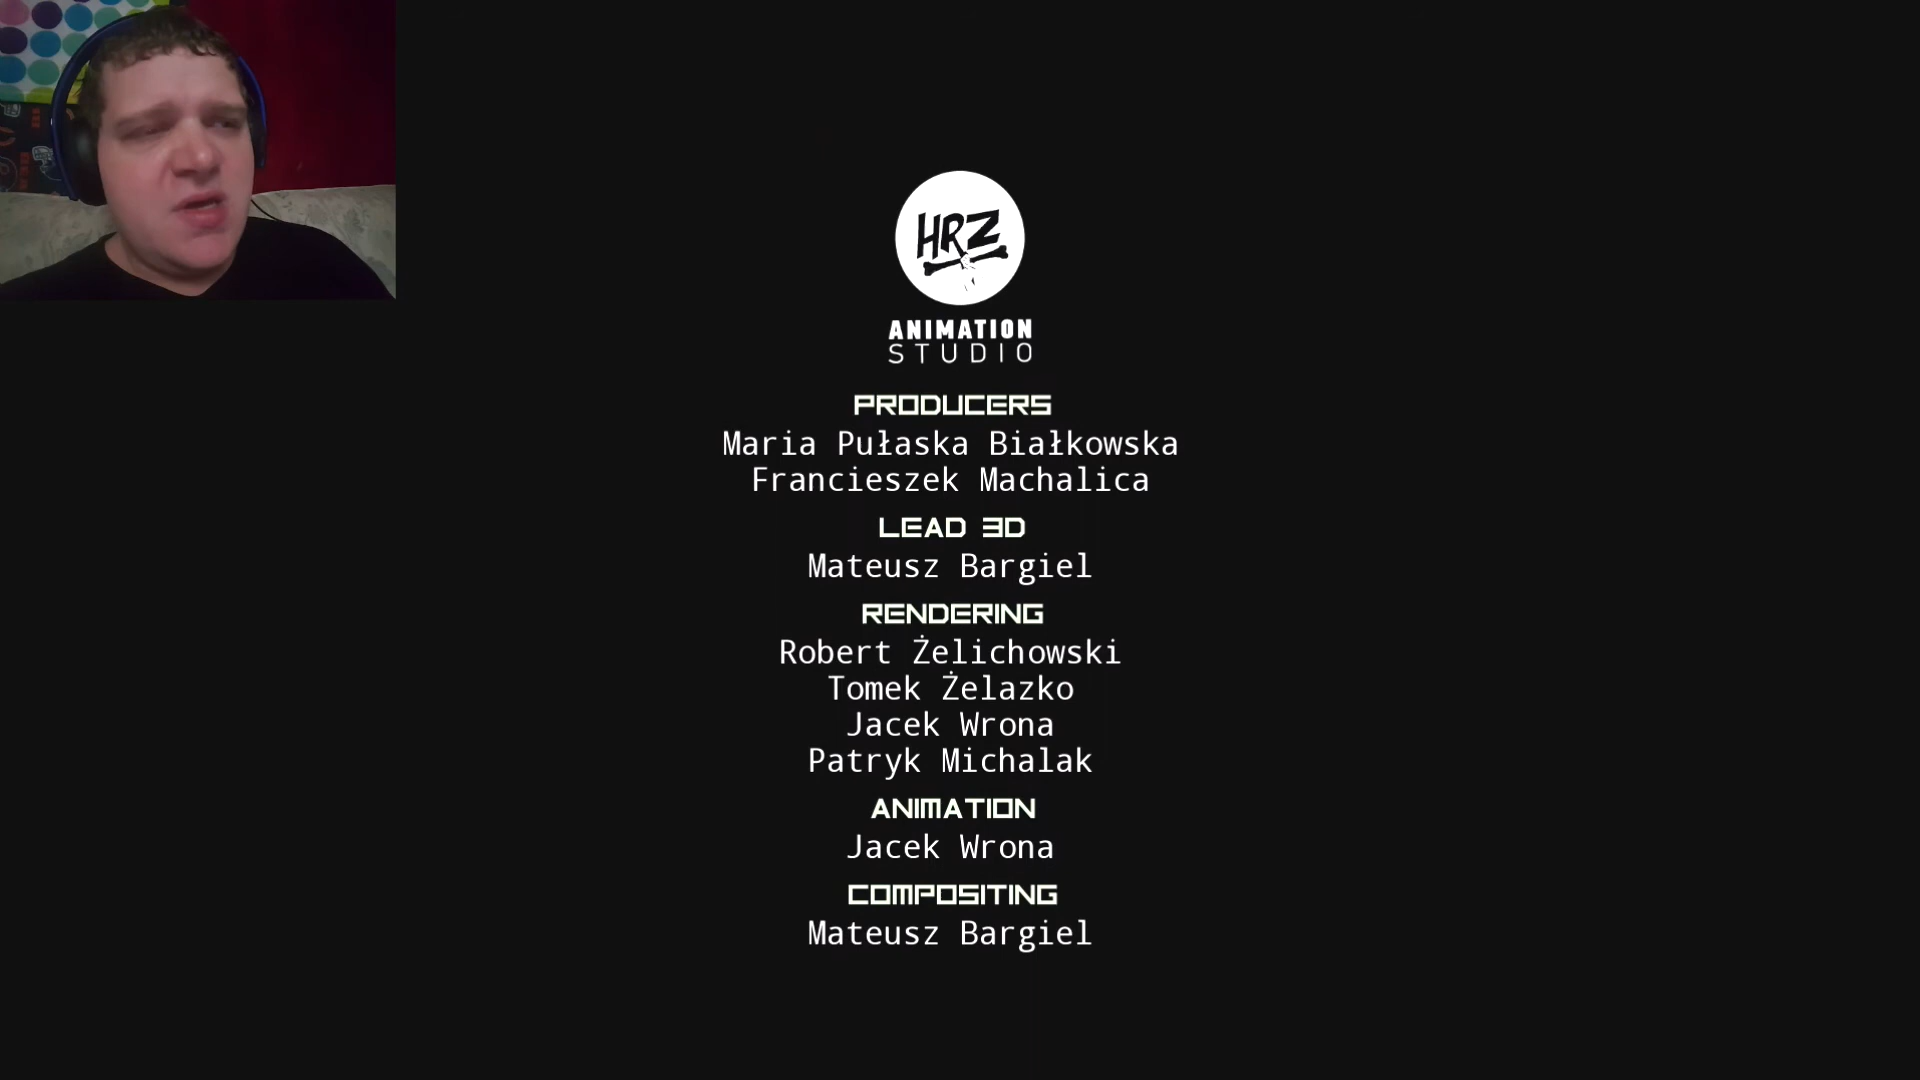 HRZ
ANIMATION
STUDIO
PRODUCERS
Maria Pułaska Białkowska
Francieszek Machalica
LEAD 3D
Mateusz Bargiel
RENDERING
Robert Żelichowski
Tomek Żelazko
Jacek Wrona
Patryk Michalak
ANIMATION
Jacek Wrona
COMPOSITING
Mateusz Bargiel